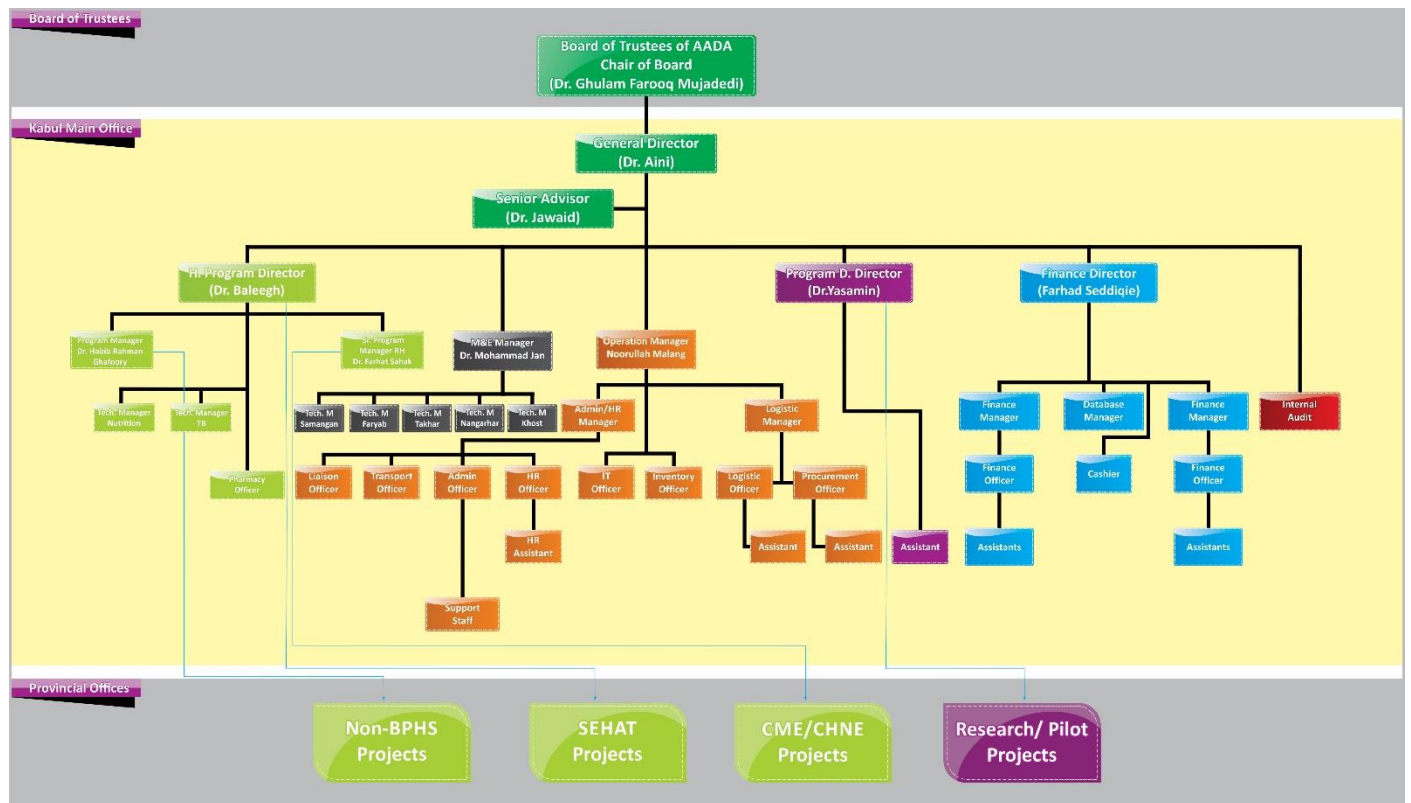 Board of Trustees
Board of Trustees of AADA
Chair of Board
(Dr. Ghulam Farooq Mujadedi)
Kabul Main Office
General Director
(Dr. Aini)
Senior Advisor
(Dr. Jawaid)
H. Program Director
(Dr. Baleegh)
Program D. Director
(Dr.Yasamin)
Finance Director
(Farhad Seddiqie)
Program Manager
Dr. Habib Rahman
Ghafoory
Sr. Program
Manager RH
Dr. Farhat Sahak
M&E Manager
Dr. Mohammad Jan
Operation Manager
Noorullah Malang
Tech. Manager
Nutrition
Tech. Manager
TB
Tech. M
Samangan
Tech. M
Faryab
Tech. M
Takhar
Tech. M
Nangarhar
Tech. M
Khost
Admin/HR
Manager
Logistic
Manager
Finance
Manager
Database
Manager
Finance
Manager
Internal
Audit
Pharmacy
Officer
Liaison
Officer
Transport
Officer
Admin
Officer
HR
Officer
IT
Officer
Inventory
Officer
Logistic
Officer
Procurement
Officer
Finance
Officer
Cashier
Finance
Officer
HR
Assistant
Assistant
Assistant
Assistant
Assistants
Assistants
Support
Staff
Provincial Offices
Non-BPHS
Projects
SEHAT
Projects
CME/CHNE
Projects
Research/ Pilot
Projects